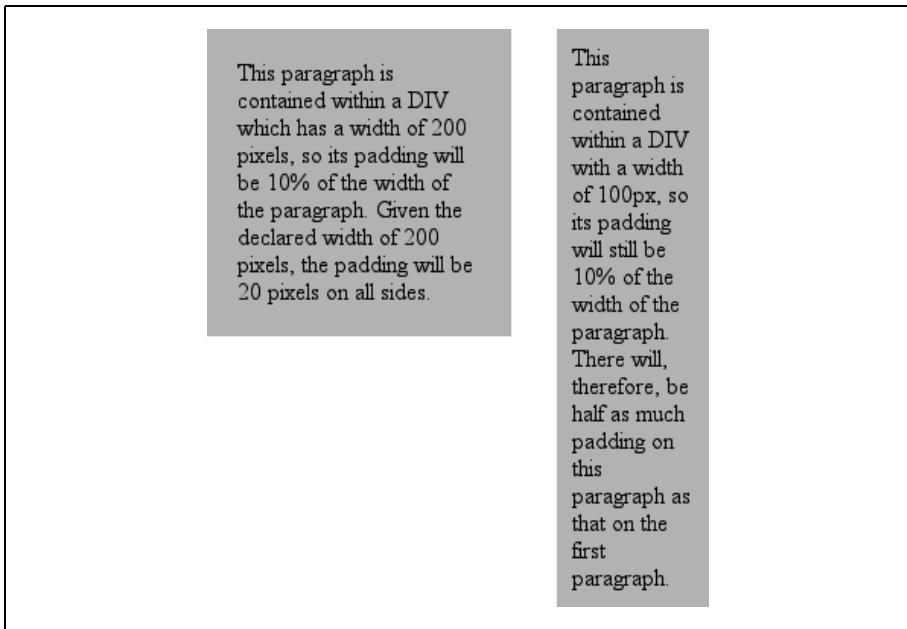 This paragraph is
contained within a DIV
which has a width of 200
pixels, so its padding will
be 10% of the width of
the paragraph. Given the
declared width of 200
pixels, the padding will be
20 pixels on all sides.
This
paragraph is
contained
within a DIV
with a width
of 100px, so
its padding
will still be
10% of the
width of the
paragraph.
There will,
therefore, be
half as much
padding on
this
paragraph as
that on the
first
paragraph.